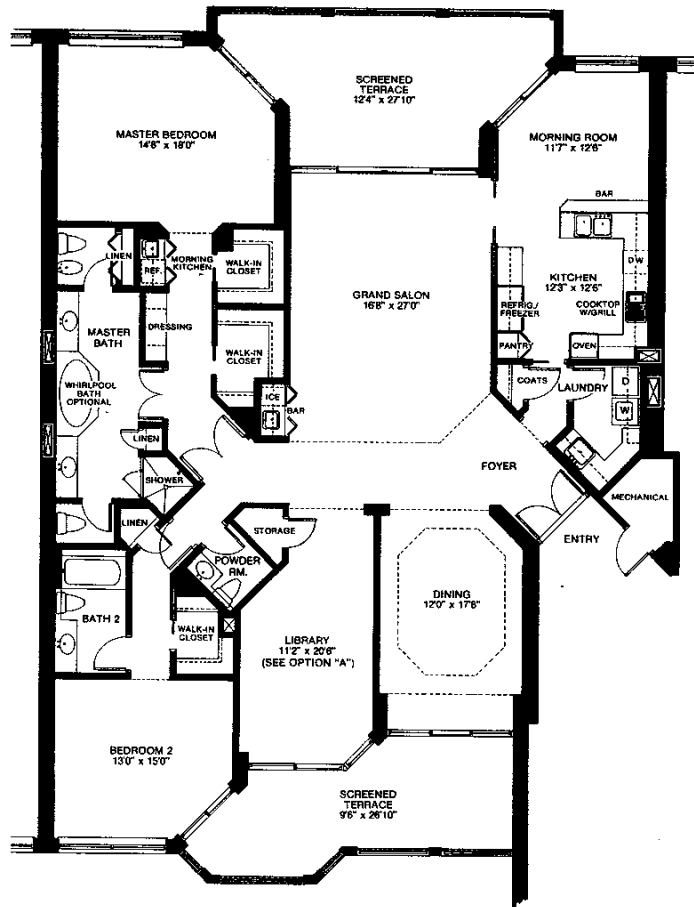 SCREENED
TERRACE
12'4" x 27'10"
MASTER BEDROOM
14'8" x 18'0"
MORNING ROOM
11'7" x 12'6"
BAR
LINEN
REF.
MORNING
KITCHEN
WALK-IN
CLOSET
DW
KITCHEN
12'3" x 12'6"
COOKTOP
W/GRILL
REFRIG./
FREEZER
GRAND SALON
16'8" x 27'0"
MASTER
BATH
DRESSING
WALK-IN
CLOSET
PANTRY
OVEN
WHIRLPOOL
BATH
OPTIONAL
COATS
LAUNDRY
D
W
ICE
BAR
LINEN
SHOWER
FOYER
MECHANICAL
LINEN
STORAGE
ENTRY
POWDER
RM.
DINING
12'0" x 17'6"
BATH 2
WALK-IN
CLOSET
LIBRARY
11'2" x 20'6"
(SEE OPTION "A")
BEDROOM 2
13'0" x 15'0"
SCREENED
TERRACE
9'6" x 26'10"